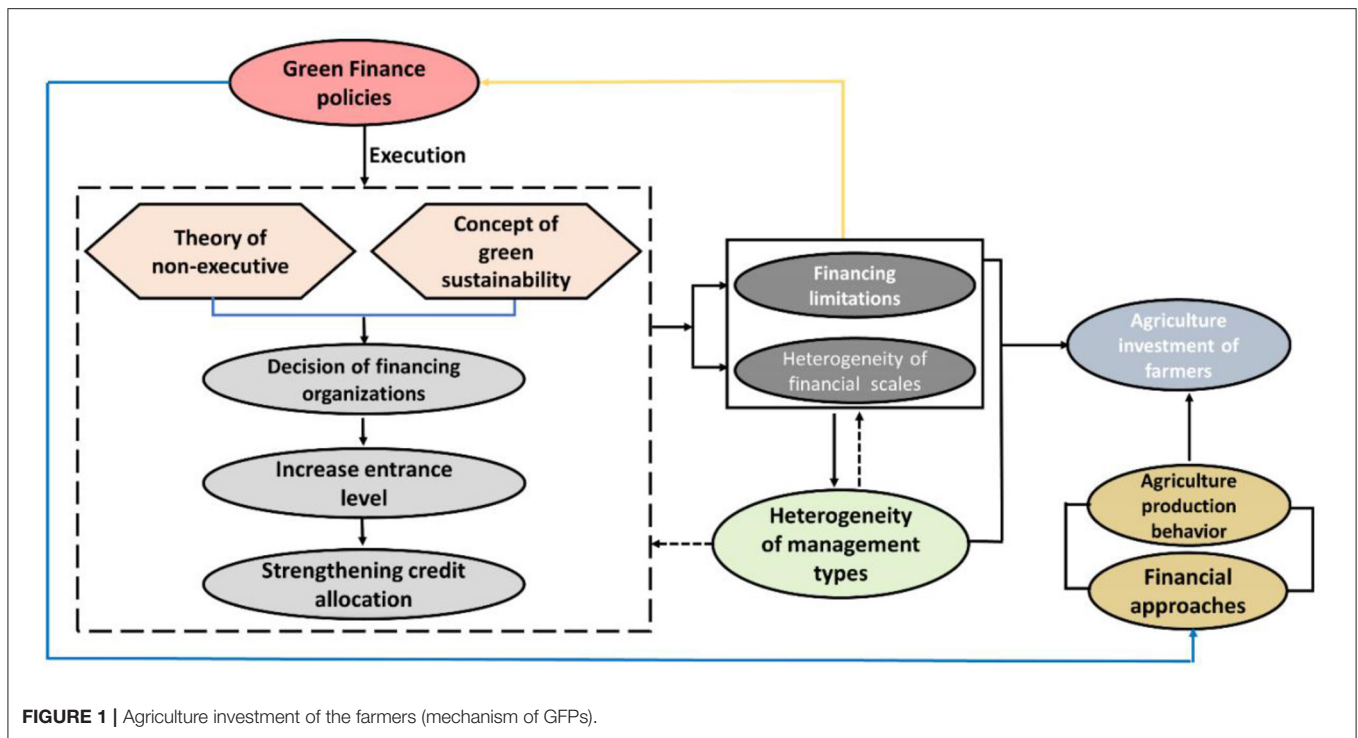 Green Finance
policies
Execution
Theory of
non-executive
Concept of
green
sustainability
Decision of financing
organizations
Increase entrance
level
Strengthening credit
allocation
Financing
limitations
Heterogeneity of
financial scales
Heterogeneity
of management
types
Agriculture
investment of
farmers
Agriculture
production
behavior
Financial
approaches
FIGURE 1 | Agriculture investment of the farmers (mechanism of GFPs).